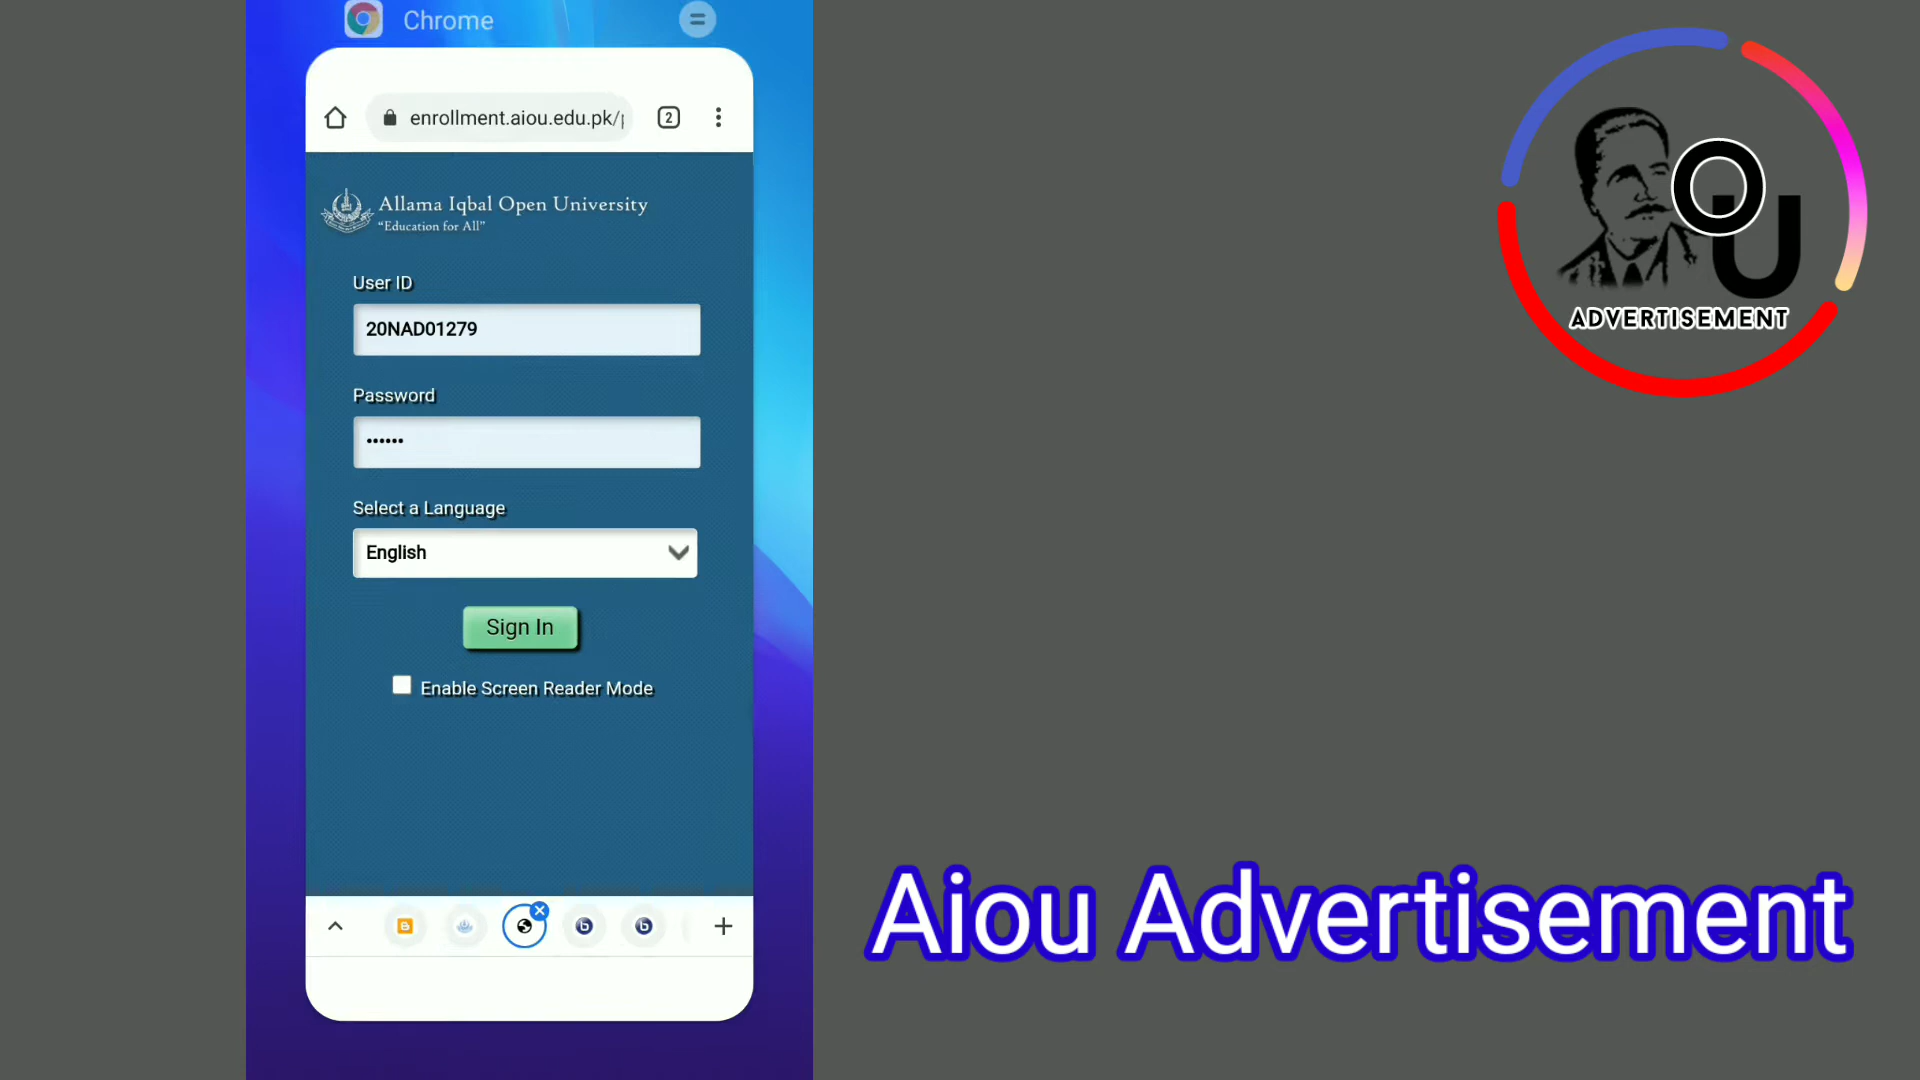 Chrome
enrollment.aiou.edu.pk/
2
Allama Iqbal Open University
"Education for All"
User ID
20NAD01279
Password
••••••
Select a Language
English
Sign In
Enable Screen Reader Mode
OU
ADVERTISEMENT
Aiou Advertisement